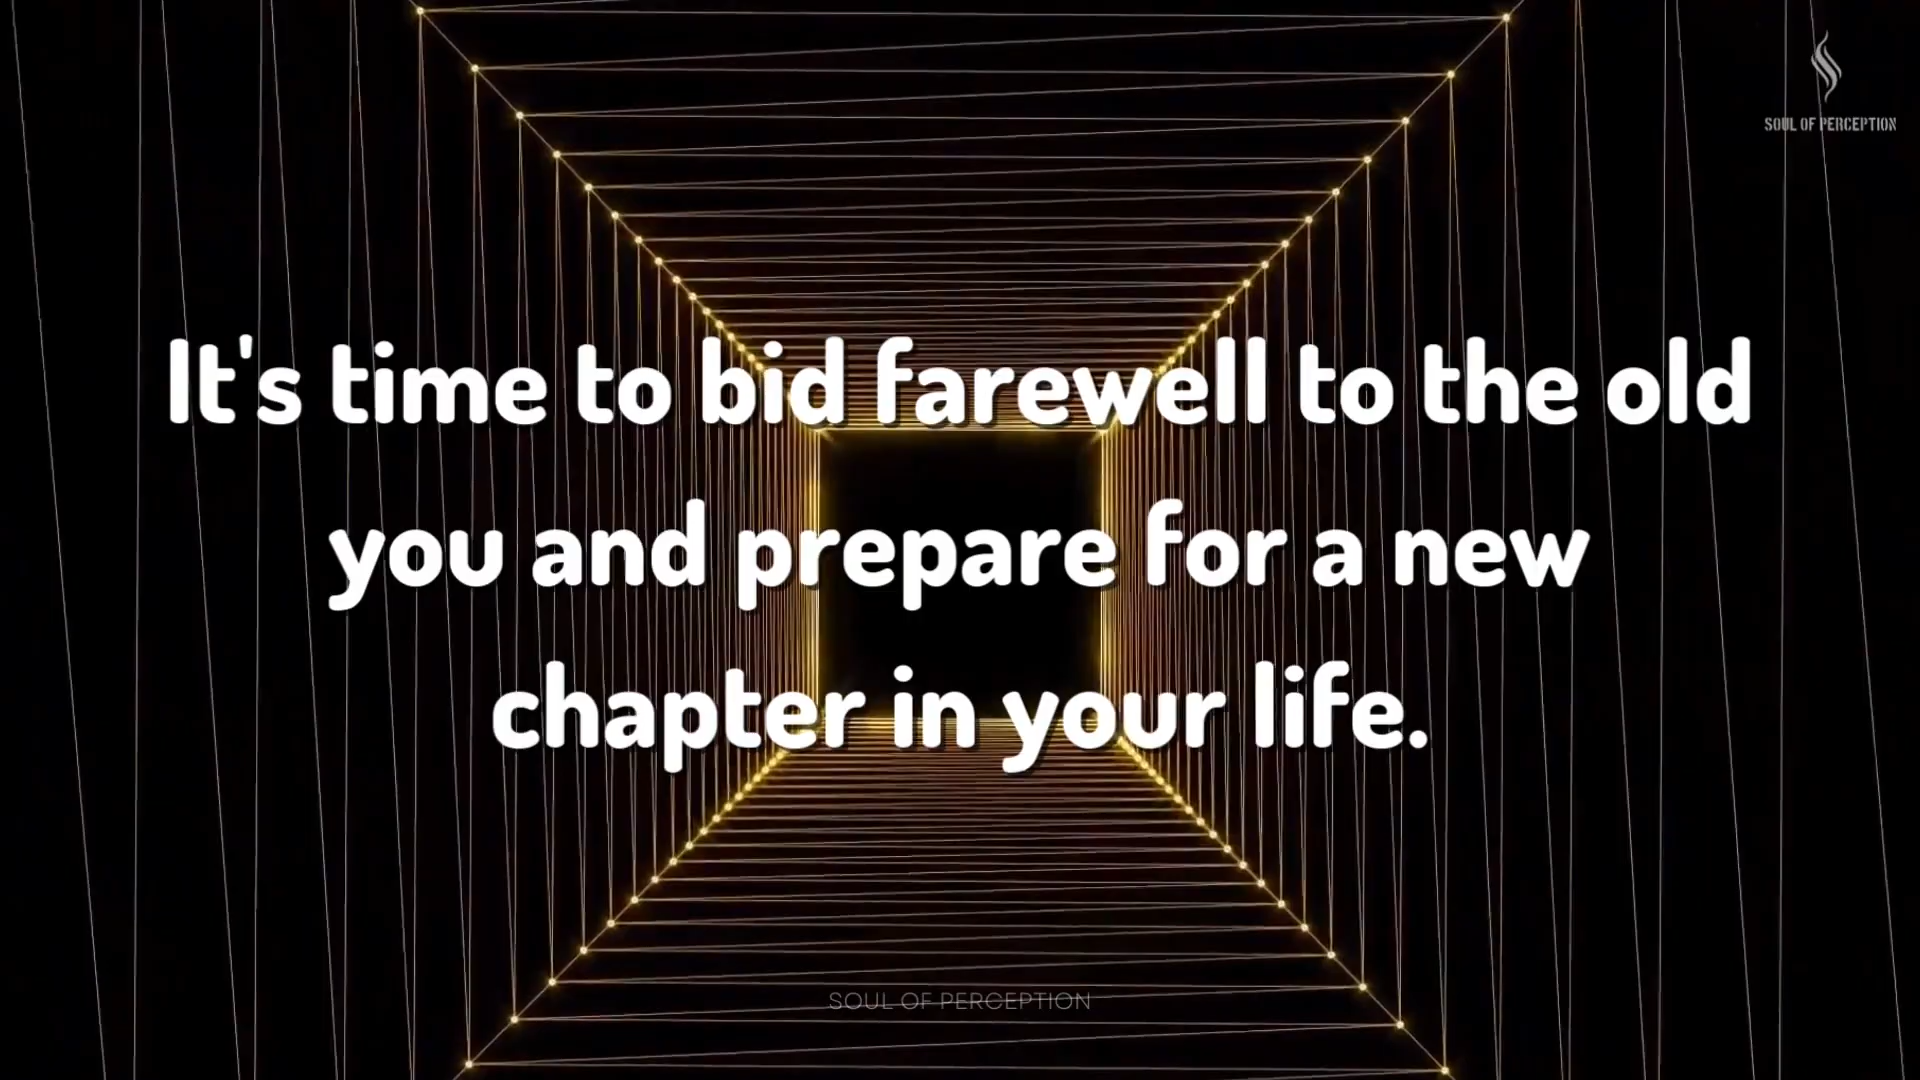 SOUL OF PERCEPTION
It's time to bid farewell to the old
you and prepare for a new
chapter in your life.
SOUL OF PERCEPTION